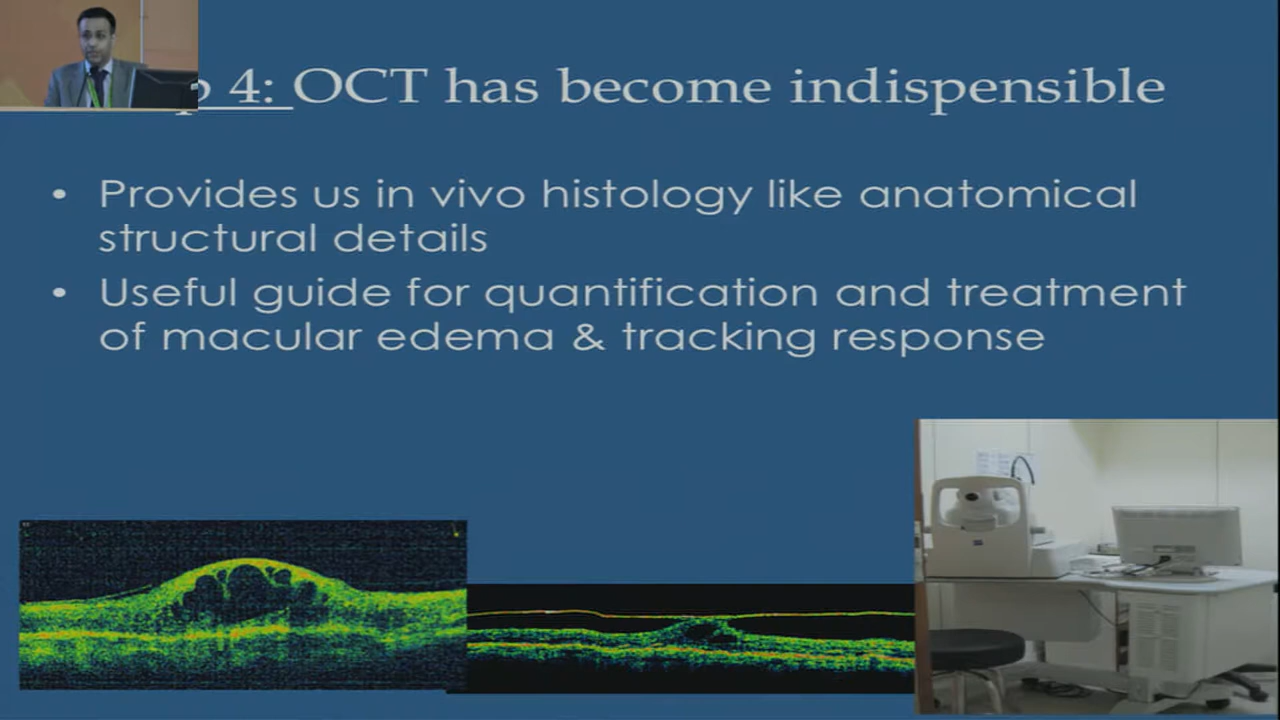 4: OCT has become indispensible
• Provides us in vivo histology like anatomical
structural details
• Useful guide for quantification and treatment
of macular edema & tracking response